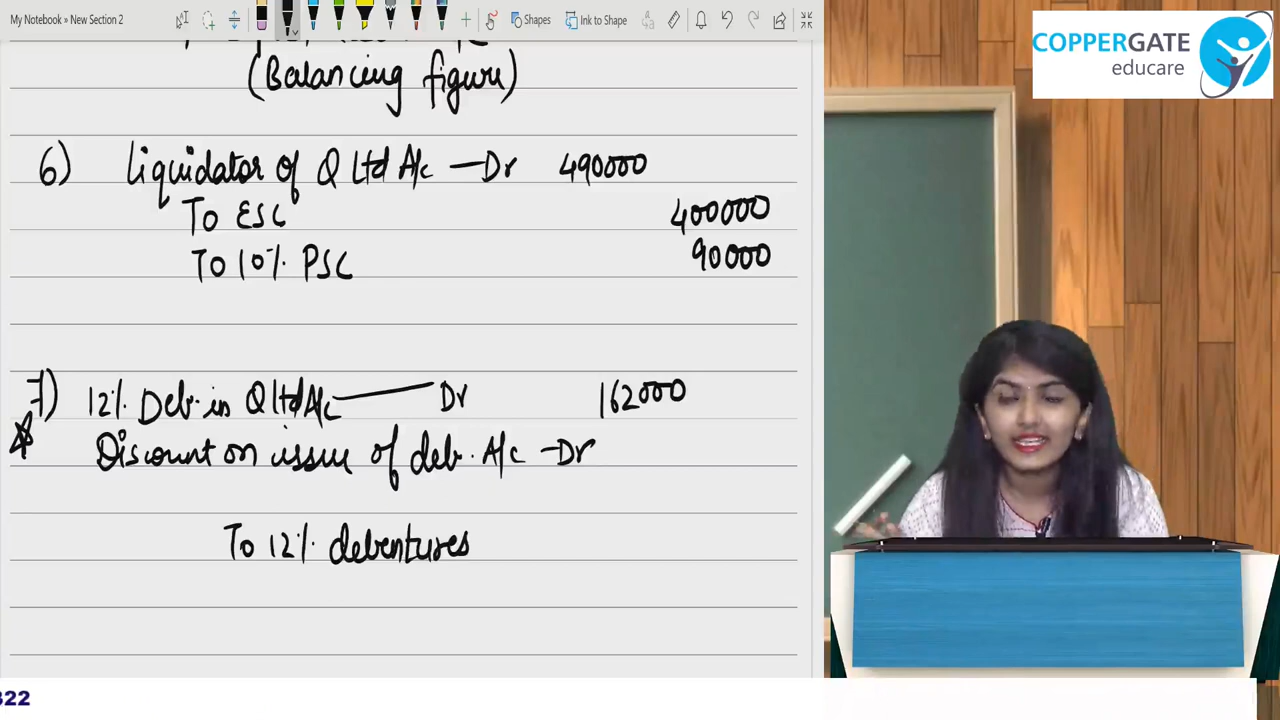 My Notebook » New Section 2
Shapes
Ink to Shape
COPPERGATE
educare
(Balancing figure)
6) Liquidator of Q Ltd A/c — Dr 490000
To ESC 400000
To 10% PSC 90000
7) 12% Deb. in Q Ltd A/c — Dr 162000
Discount on issue of deb. A/c - Dr
To 12% debentures
322